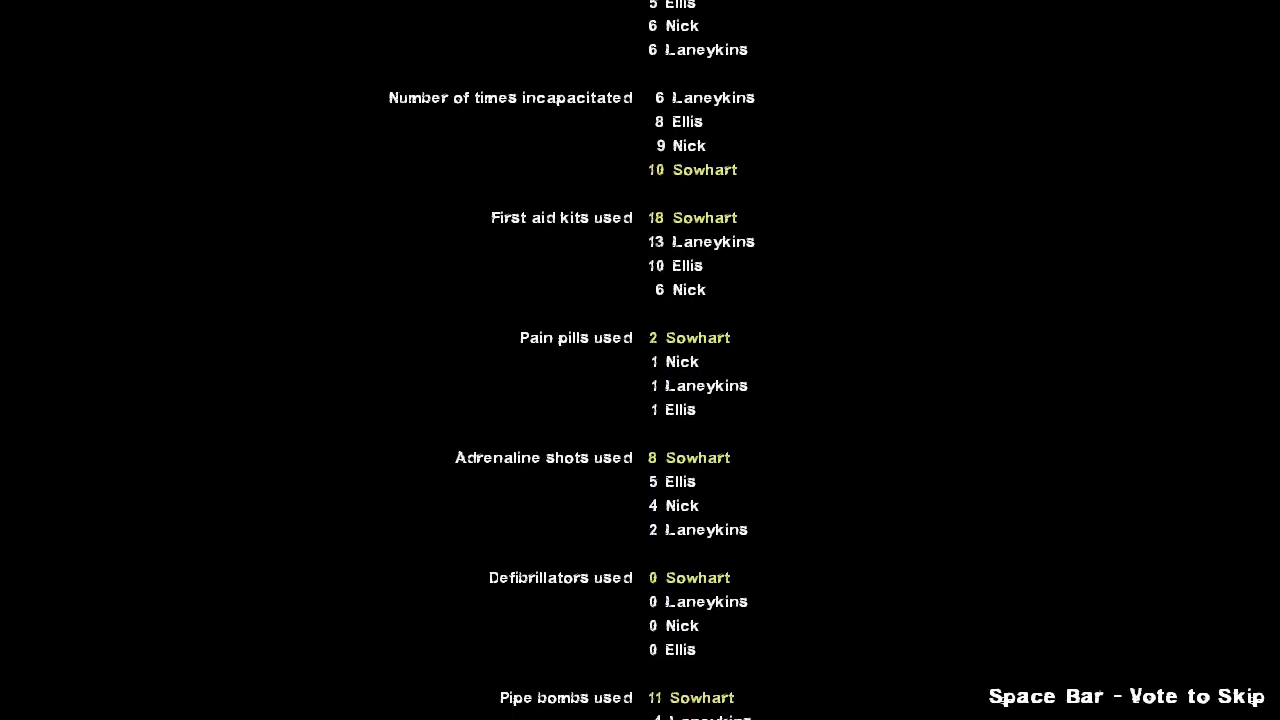 5 Ellis
6 Nick
6 Laneykins
Number of times incapacitated 6 Laneykins
8 Ellis
9 Nick
10 Sowhart
First aid kits used 18 Sowhart
13 Laneykins
10 Ellis
6 Nick
Pain pills used 2 Sowhart
1 Nick
1 Laneykins
1 Ellis
Adrenaline shots used 8 Sowhart
5 Ellis
4 Nick
2 Laneykins
Defibrillators used 0 Sowhart
0 Laneykins
0 Nick
0 Ellis
Pipe bombs used 11 Sowhart
Laneykins
Space Bar - Vote to Skip